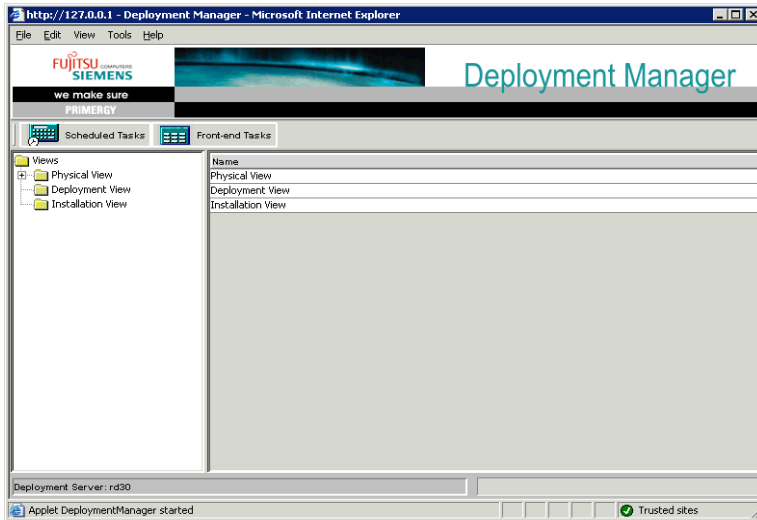 http://127.0.0.1 - Deployment Manager - Microsoft Internet Explorer
File Edit View Tools Help
FUJITSU COMPUTERS
SIEMENS
Deployment Manager
we make sure
PRIMERGY
Scheduled Tasks Front-end Tasks
Views
Physical View
Deployment View
Installation View
Name
Physical View
Deployment View
Installation View
Deployment Server: rd30
Applet DeploymentManager started
Trusted sites